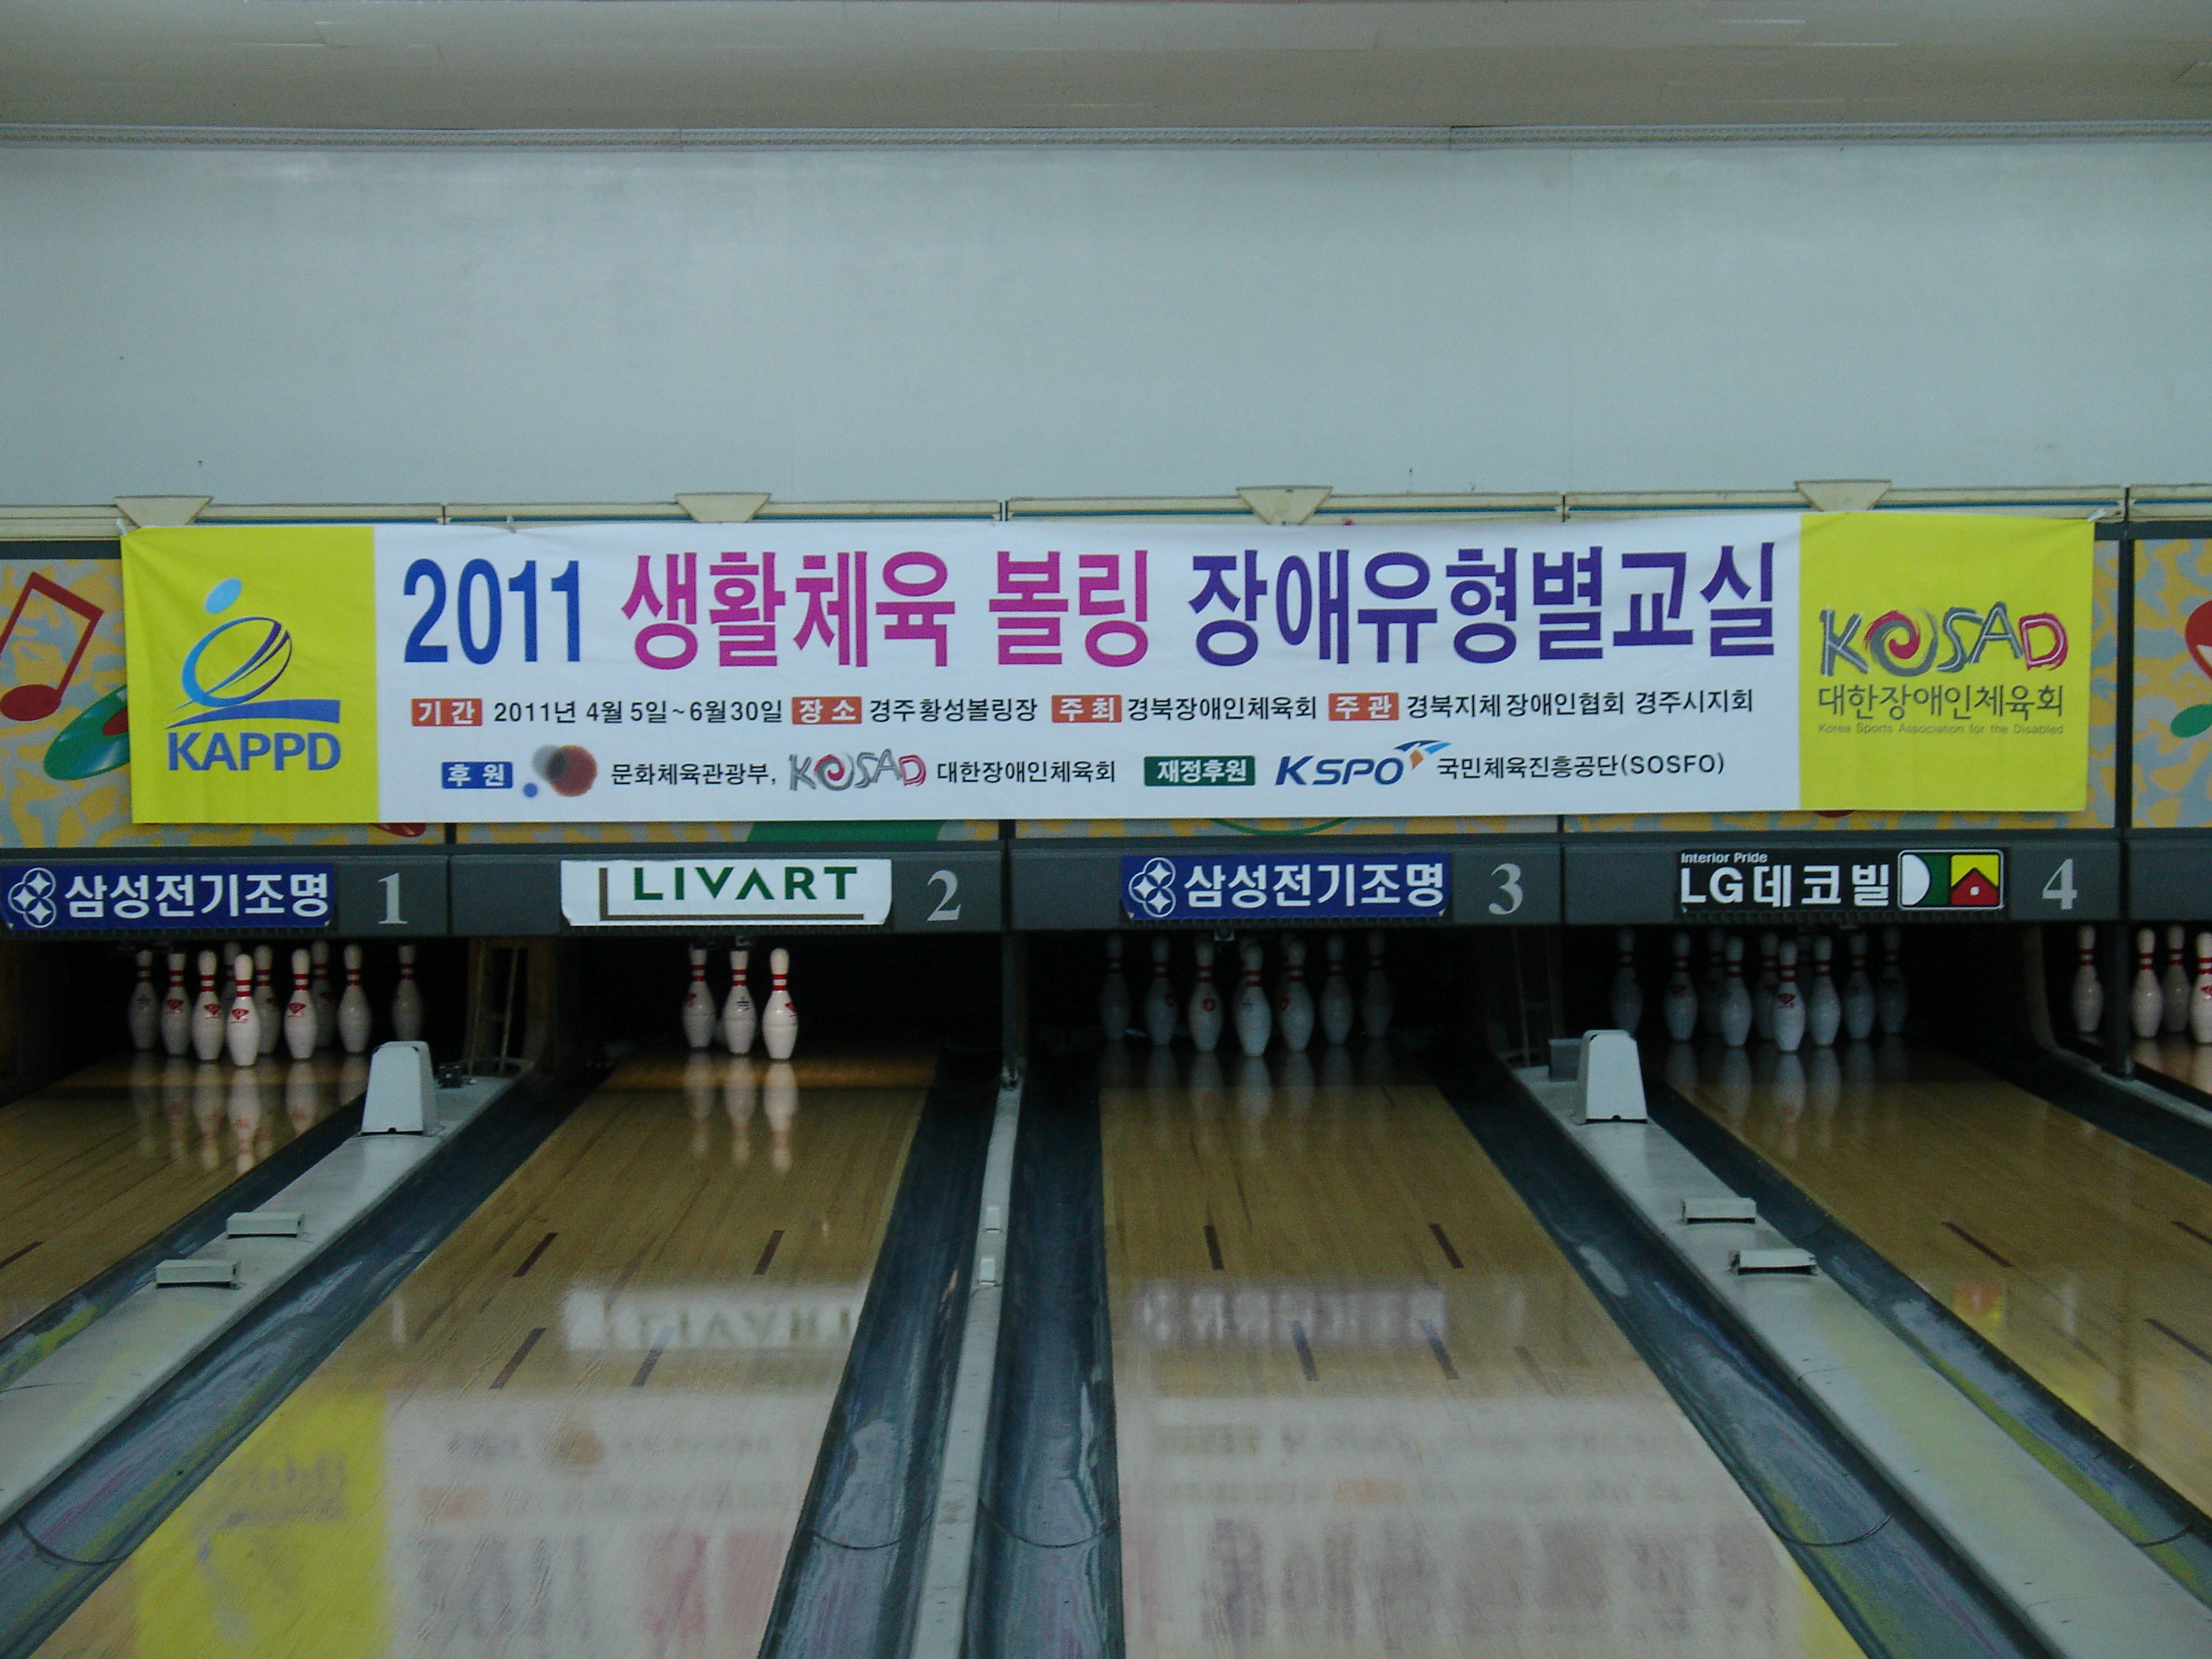 2011 생활체육 볼링 장애유형별교실
기간 2011년 4월 5일~6월 30일 장소 경주황성볼링장 주최 경북장애인체육회 주관 경북지체장애인협회 경주시지회
후원 문화체육관광부, KOSAD 대한장애인체육회 재정후원 KSPO 국민체육진흥공단(SOSFO)
KAPPD
KOSAD
대한장애인체육회
Korea Sports Association for the Disabled
삼성전기조명 1
LIVART 2
삼성전기조명 3
Interior Pride
LG데코빌 4